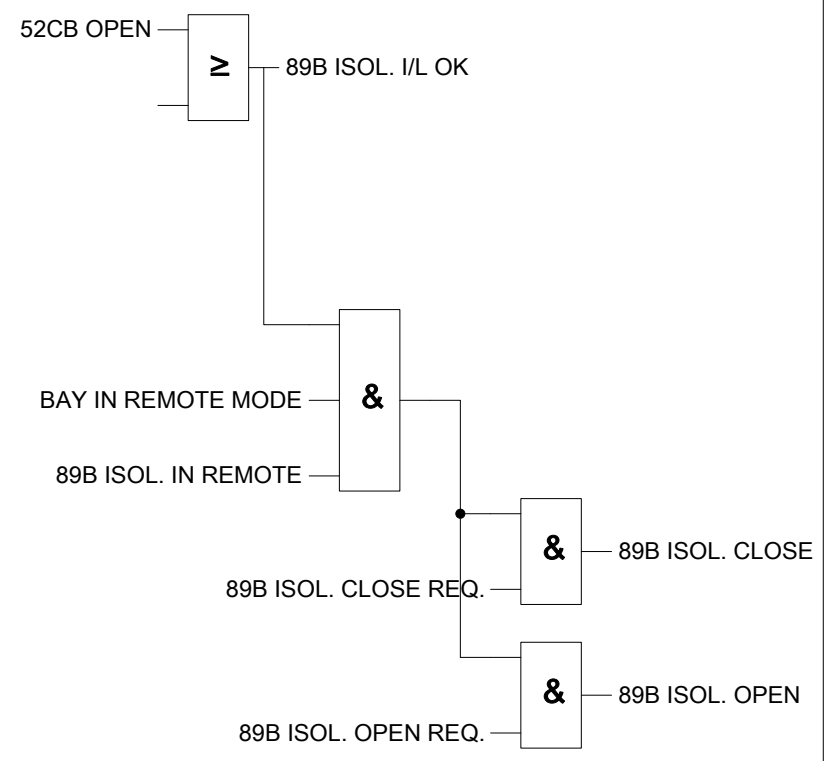 52CB OPEN
≥
89B ISOL. I/L OK
BAY IN REMOTE MODE
&
89B ISOL. IN REMOTE
&
89B ISOL. CLOSE
89B ISOL. CLOSE REQ.
&
89B ISOL. OPEN
89B ISOL. OPEN REQ.